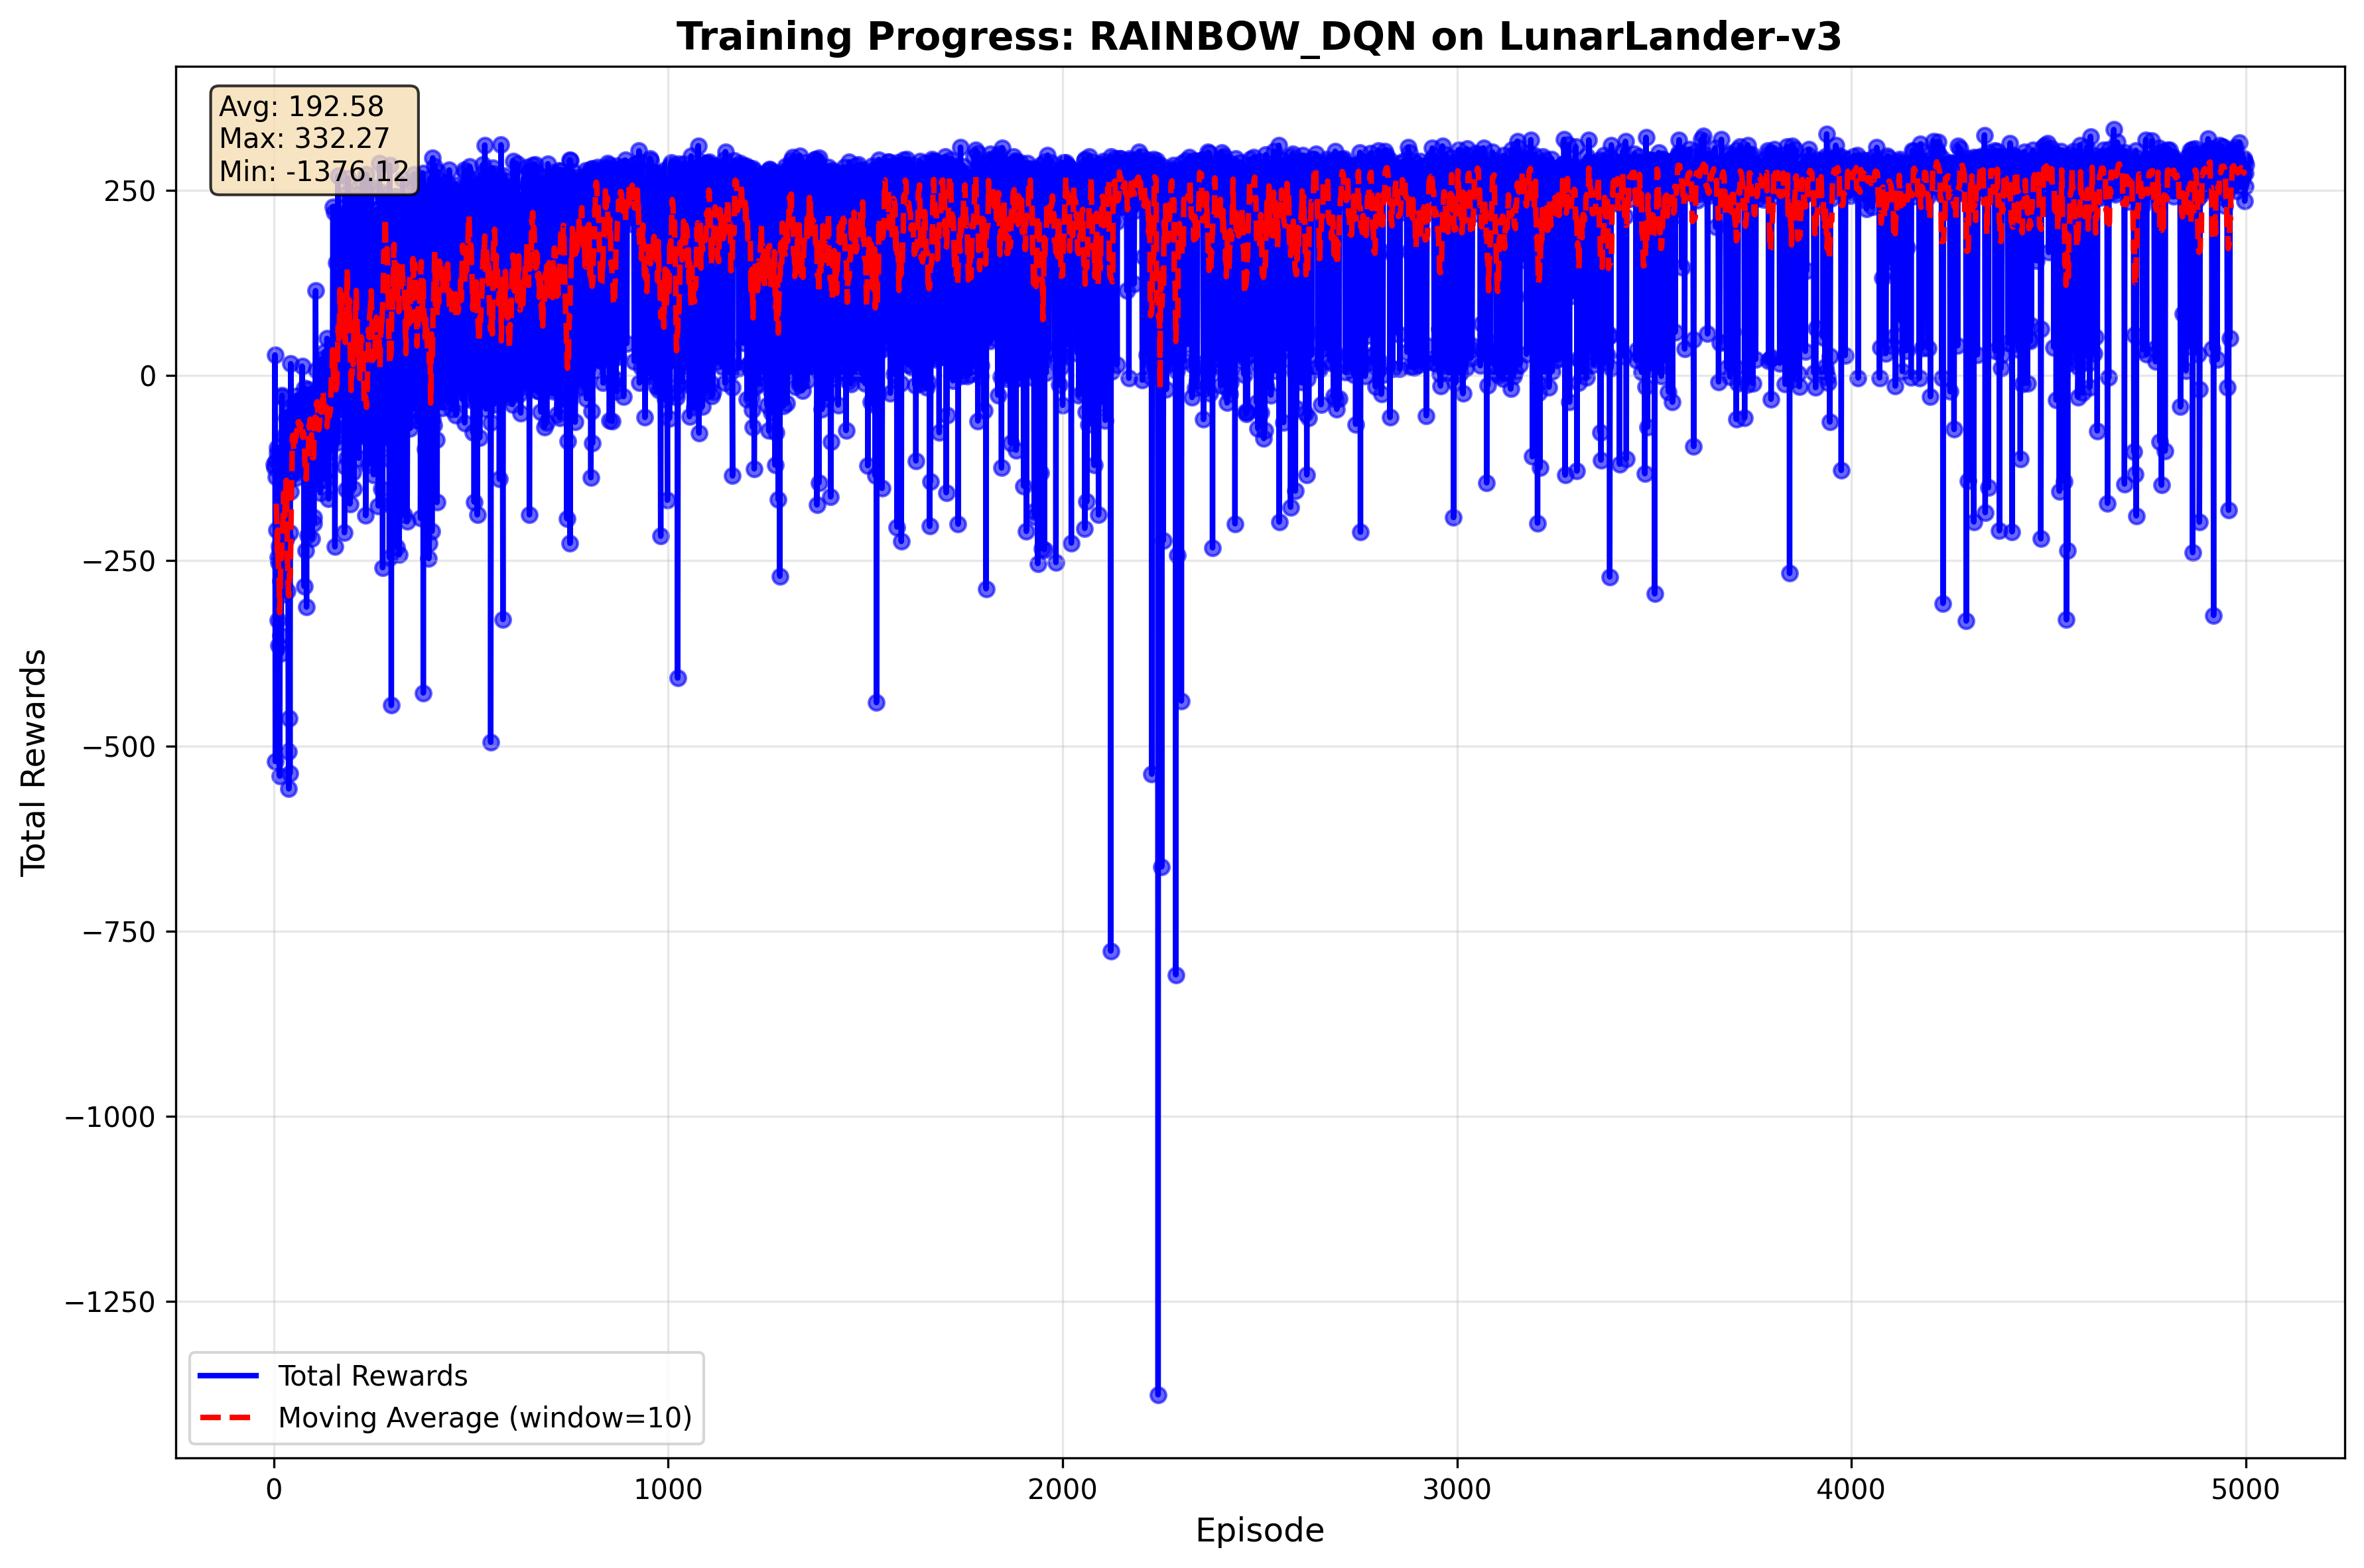 Training Progress: RAINBOW_DQN on LunarLander-v3
Avg: 192.58
Max: 332.27
Min: -1376.12
250
0
−250
−500
−750
−1000
−1250
Total Rewards
Total Rewards
Moving Average (window=10)
0
1000
2000
3000
4000
5000
Episode